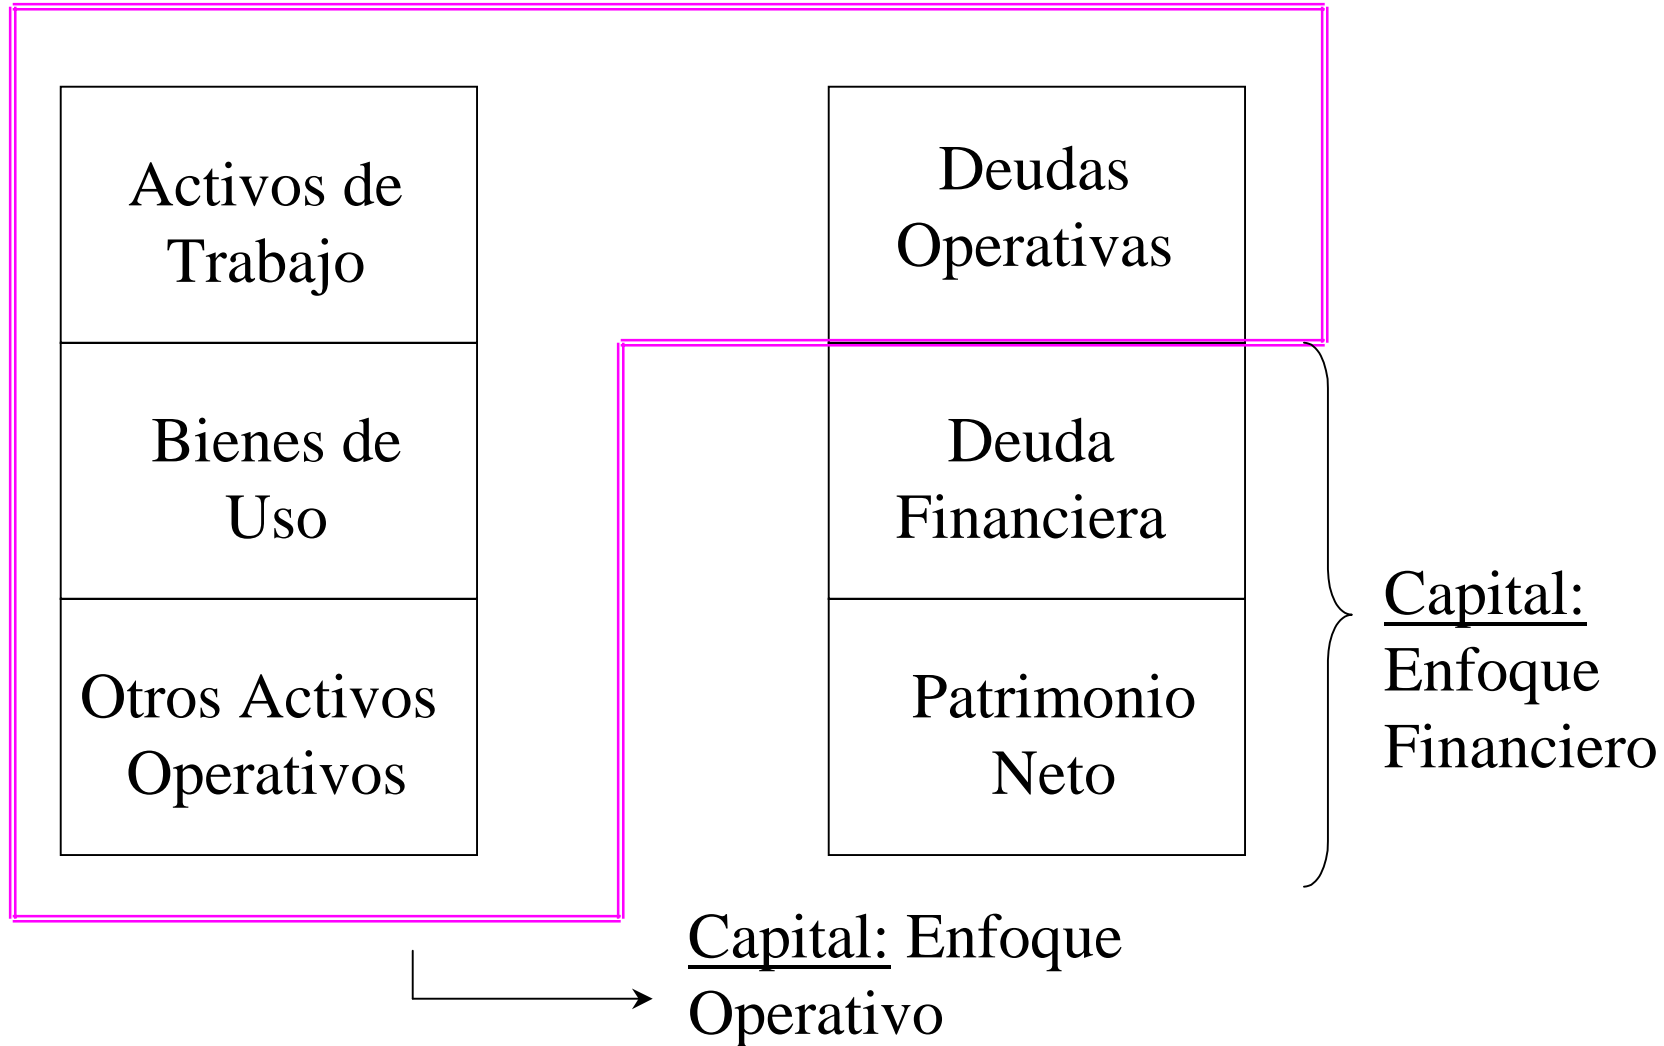 Activos de
Trabajo
Bienes de
Uso
Otros Activos
Operativos
Deudas
Operativas
Deuda
Financiera
Patrimonio
Neto
Capital:
Enfoque
Financiero
Capital: Enfoque
Operativo